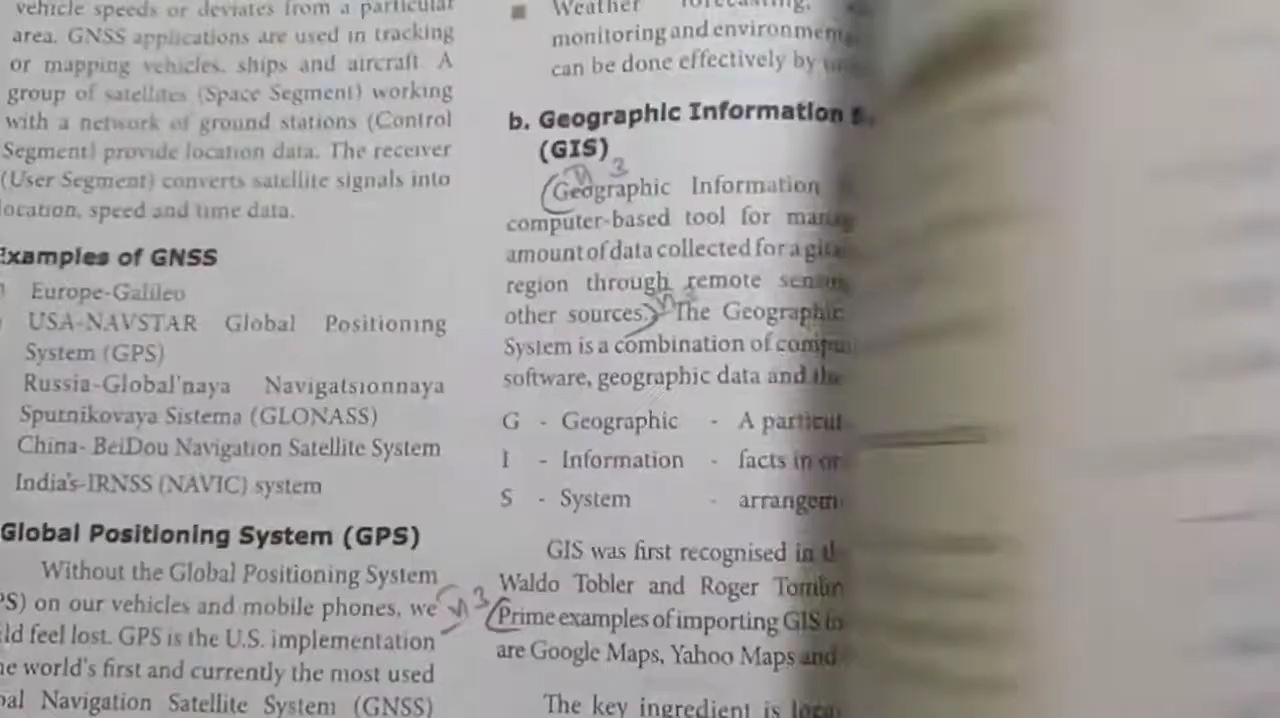 vehicle speeds or deviates from a particular
area. GNSS applications are used in tracking
or mapping vehicles, ships and aircraft. A
group of satellites (Space Segment) working
with a network of ground stations (Control
Segment) provide location data. The receiver
(User Segment) converts satellite signals into
location, speed and time data.
Examples of GNSS
Europe-Galileo
USA-NAVSTAR Global Positioning
System (GPS)
Russia-Global'naya Navigatsionnaya
Sputnikovaya Sistema (GLONASS)
China- BeiDou Navigation Satellite System
India's-IRNSS (NAVIC) system
Global Positioning System (GPS)
Without the Global Positioning System
PS) on our vehicles and mobile phones, we
ld feel lost. GPS is the U.S. implementation
he world's first and currently the most used
bal Navigation Satellite System (GNSS)
Weather forecasting,
monitoring and
can be done effectively by
b. Geographic Information
(GIS)
Geographic Information
computer-based tool for
amount of data collected for a
region through remote
other sources. The Geographic
System is a combination of
software, geographic data and the
G - Geographic - A
I - Information - facts in
S - System -
GIS was first recognised in
Waldo Tobler and Roger
Prime examples of importing GIS
are Google Maps, Yahoo Maps and
The key ingredient is